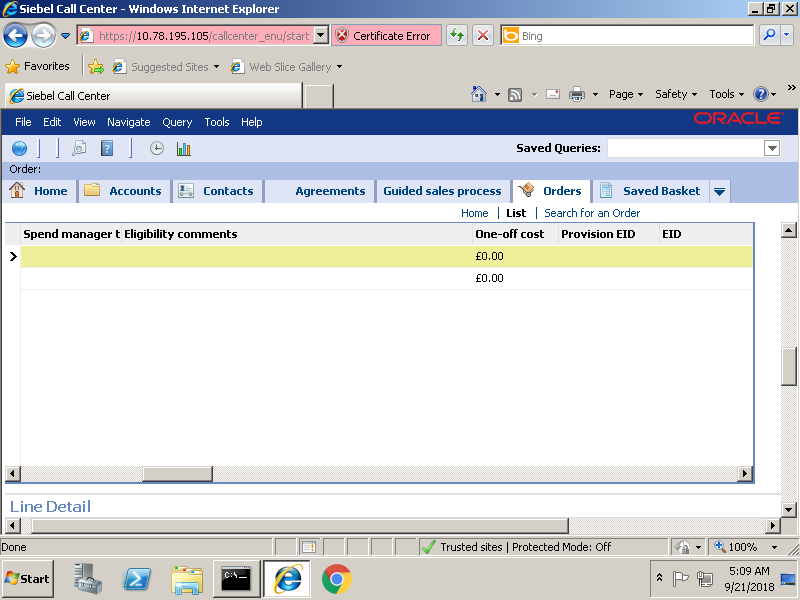 Siebel Call Center - Windows Internet Explorer
https://10.78.195.105/callcenter_enu/start
Certificate Error
Bing
Favorites
Suggested Sites
Web Slice Gallery
Siebel Call Center
Page
Safety
Tools
»
File Edit View Navigate Query Tools Help
ORACLE
Saved Queries:
Order:
Home Accounts Contacts Agreements Guided sales process Orders Saved Basket
Home | List | Search for an Order
Spend manager t Eligibility comments One-off cost Provision EID EID
£0.00
£0.00
Line Detail
Done
Trusted sites | Protected Mode: Off
100%
Start
C:\.
5:09 AM
9/21/2018